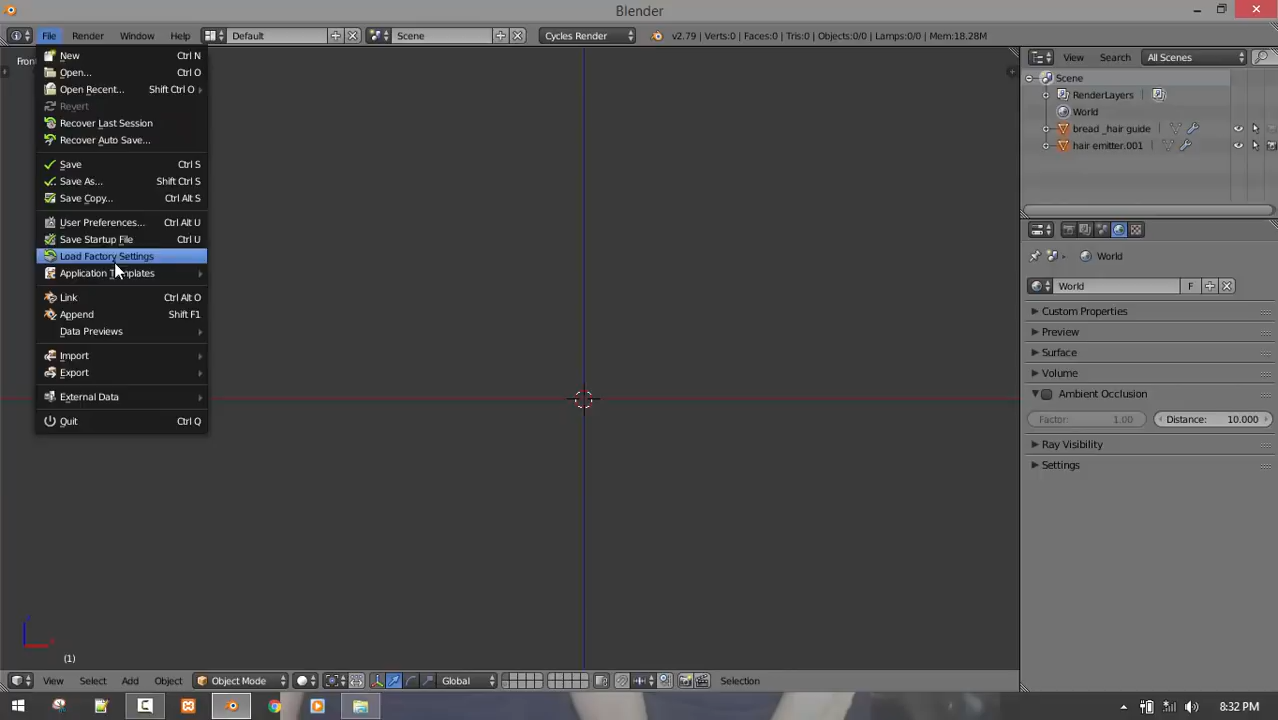 Blender
File Render Window Help Default Scene Cycles Render v2.79 | Verts:0 | Faces:0 | Tris:0 | Objects:0/0 | Lamps:0/0 | Mem:18.28M
New Ctrl N
Open... Ctrl O
Open Recent... Shift Ctrl O
Revert
Recover Last Session
Recover Auto Save...
Save Ctrl S
Save As... Shift Ctrl S
Save Copy... Ctrl Alt S
User Preferences... Ctrl Alt U
Save Startup File Ctrl U
Load Factory Settings
Application Templates
Link Ctrl Alt O
Append Shift F1
Data Previews
Import
Export
External Data
Quit Ctrl Q
(1)
View Select Add Object Object Mode Global Selection
View Search All Scenes
Scene
RenderLayers
World
bread _hair guide
hair emitter.001
World
World F
Custom Properties
Preview
Surface
Volume
Ambient Occlusion
Factor: 1.00 Distance: 10.000
Ray Visibility
Settings
8:32 PM